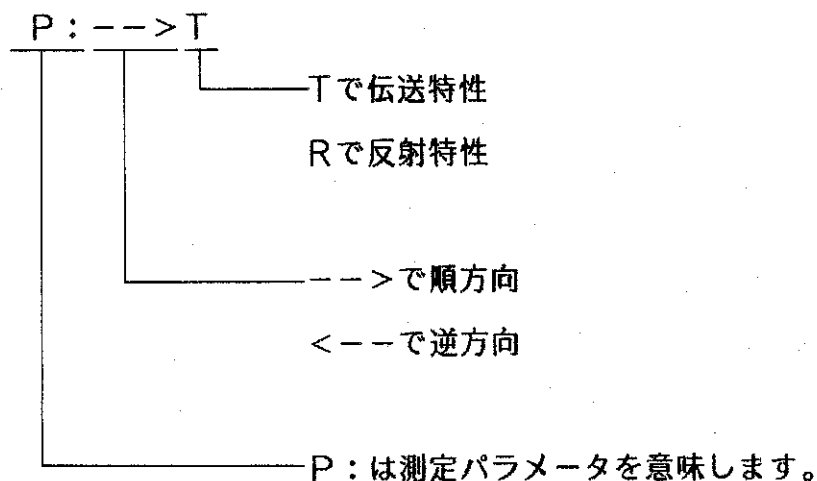 P:－－>T
Tで伝送特性
Rで反射特性
－－>で順方向
<－－で逆方向
P:は測定パラメータを意味します。